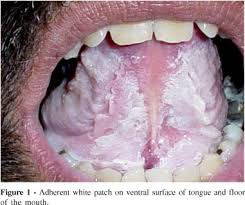 Figure 1 - Adherent white patch on ventral surface of tongue and floor
of the mouth.